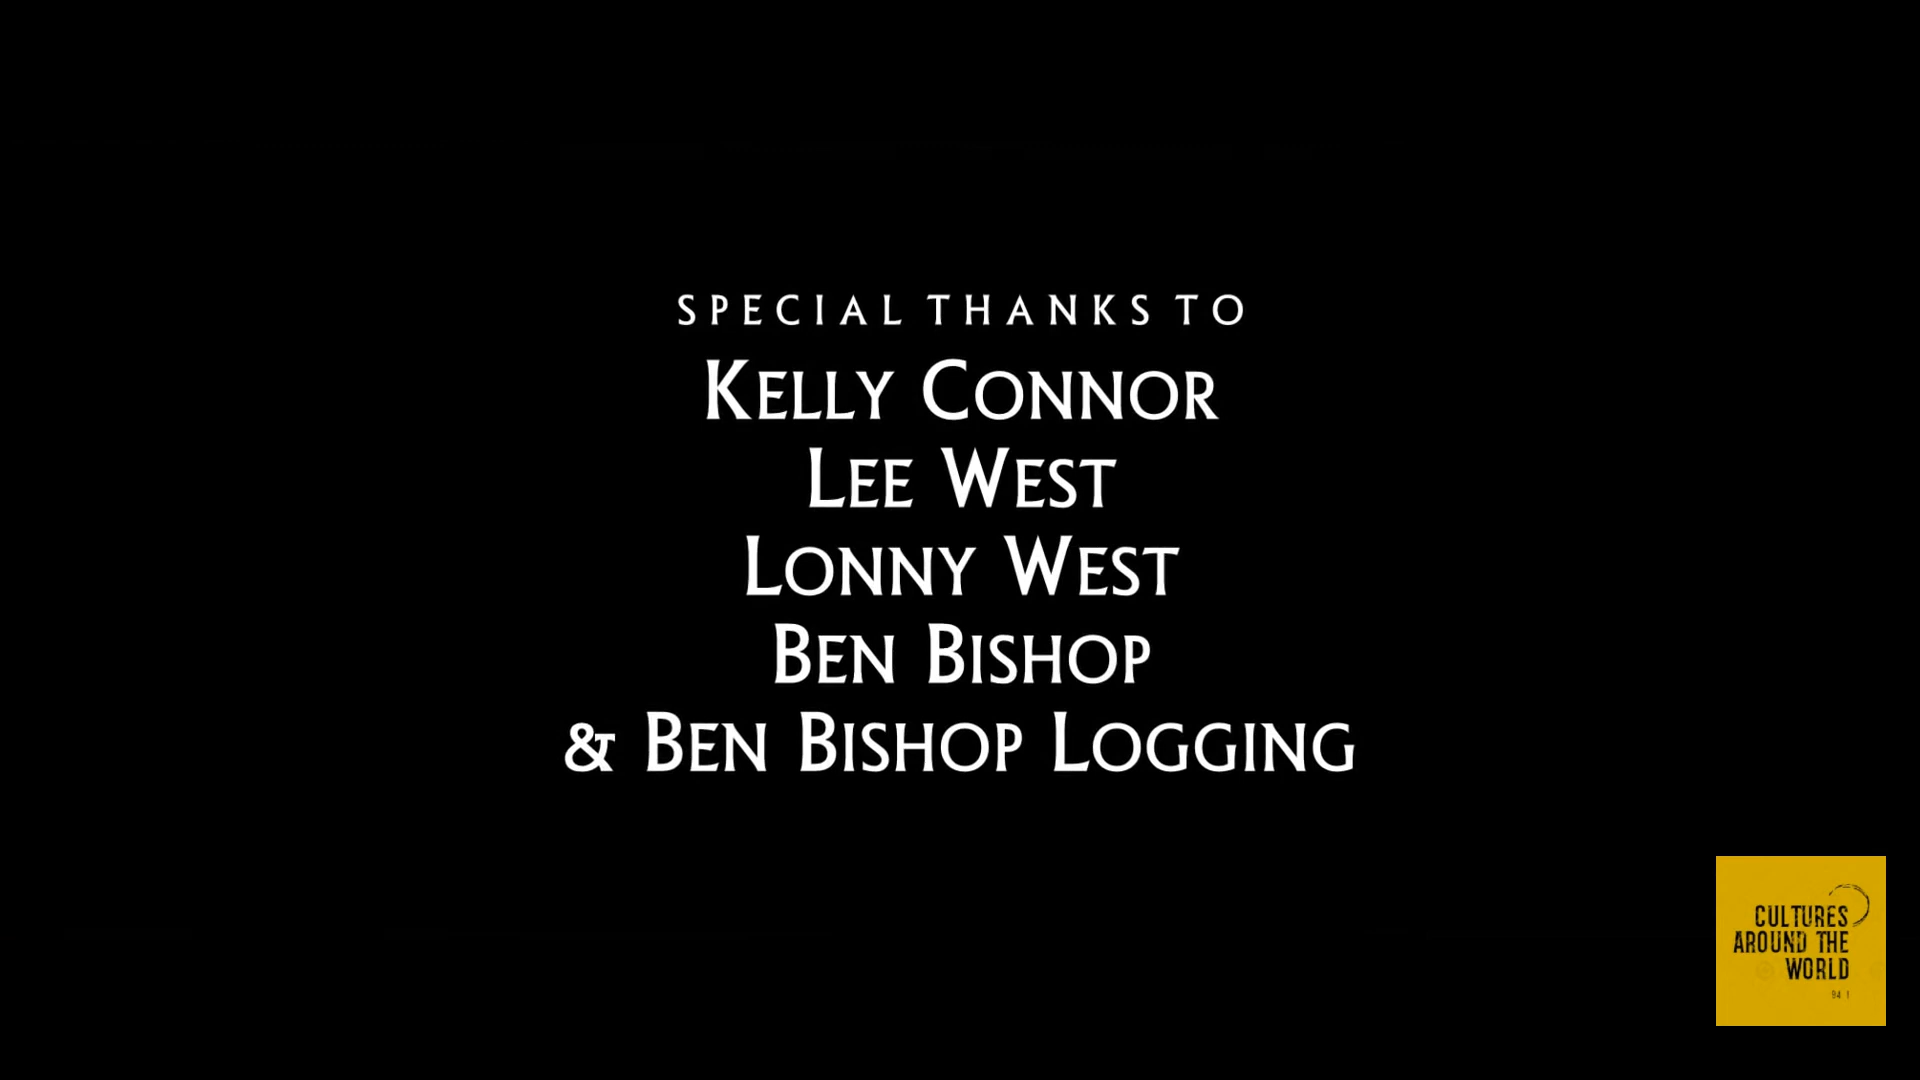 SPECIAL THANKS TO
KELLY CONNOR
LEE WEST
LONNY WEST
BEN BISHOP
& BEN BISHOP LOGGING
CULTURES
AROUND THE
WORLD